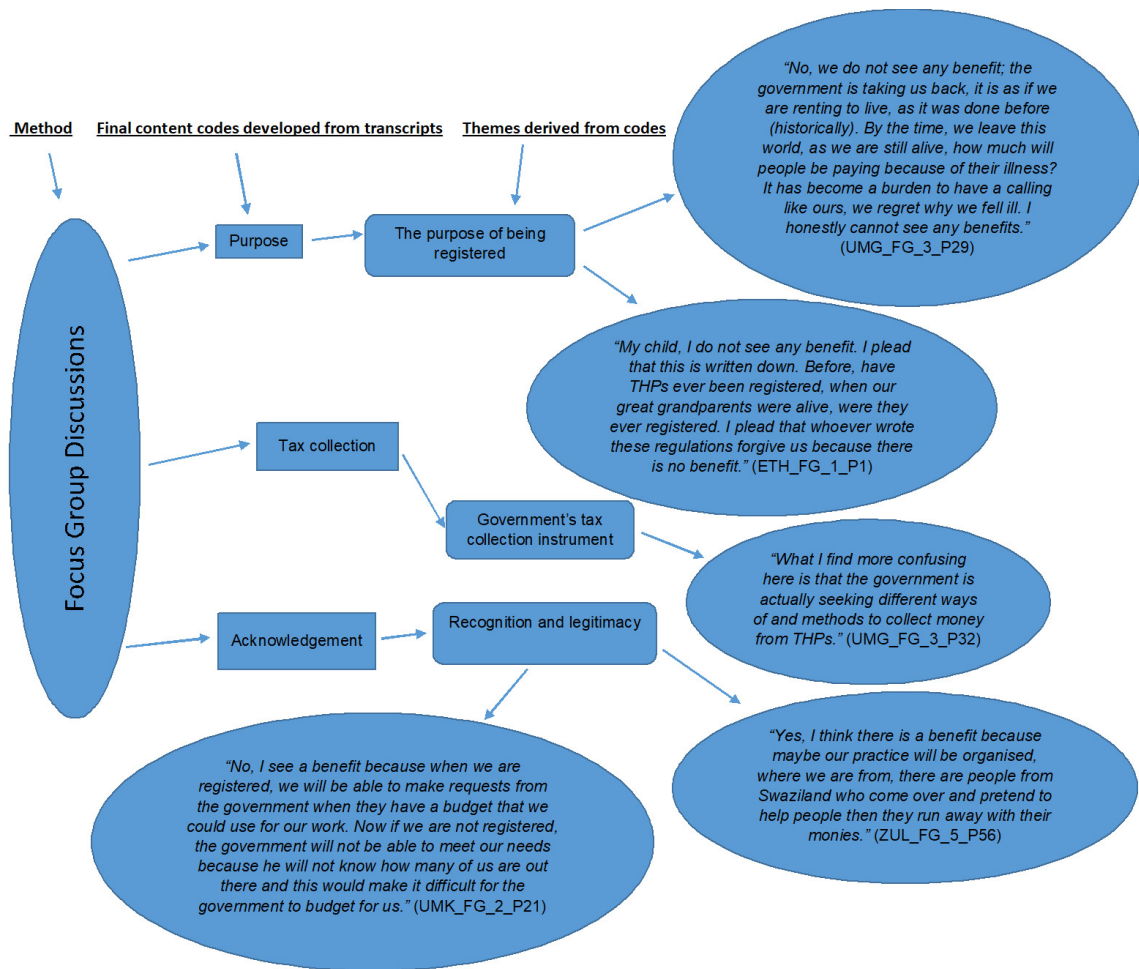 Method
Final content codes developed from transcripts
Themes derived from codes
Focus Group Discussions
Purpose
The purpose of being
registered
“No, we do not see any benefit; the
government is taking us back, it is as if we
are renting to live, as it was done before
(historically). By the time, we leave this
world, as we are still alive, how much will
people be paying because of their illness?
It has become a burden to have a calling
like ours, we regret why we fell ill. I
honestly cannot see any benefits.”
(UMG_FG_3_P29)
“My child, I do not see any benefit. I plead
that this is written down. Before, have
THPs ever been registered, when our
great grandparents were alive, were they
ever registered. I plead that whoever wrote
these regulations forgive us because there
is no benefit.” (ETH_FG_1_P1)
Tax collection
Government’s tax
collection instrument
“What I find more confusing
here is that the government is
actually seeking different ways
of and methods to collect money
from THPs.” (UMG_FG_3_P32)
Acknowledgement
Recognition and legitimacy
“No, I see a benefit because when we are
registered, we will be able to make requests from
the government when they have a budget that we
could use for our work. Now if we are not registered,
the government will not be able to meet our needs
because he will not know how many of us are out
there and this would make it difficult for the
government to budget for us.” (UMK_FG_2_P21)
“Yes, I think there is a benefit because
maybe our practice will be organised,
where we are from, there are people from
Swaziland who come over and pretend to
help people then they run away with their
monies.” (ZUL_FG_5_P56)